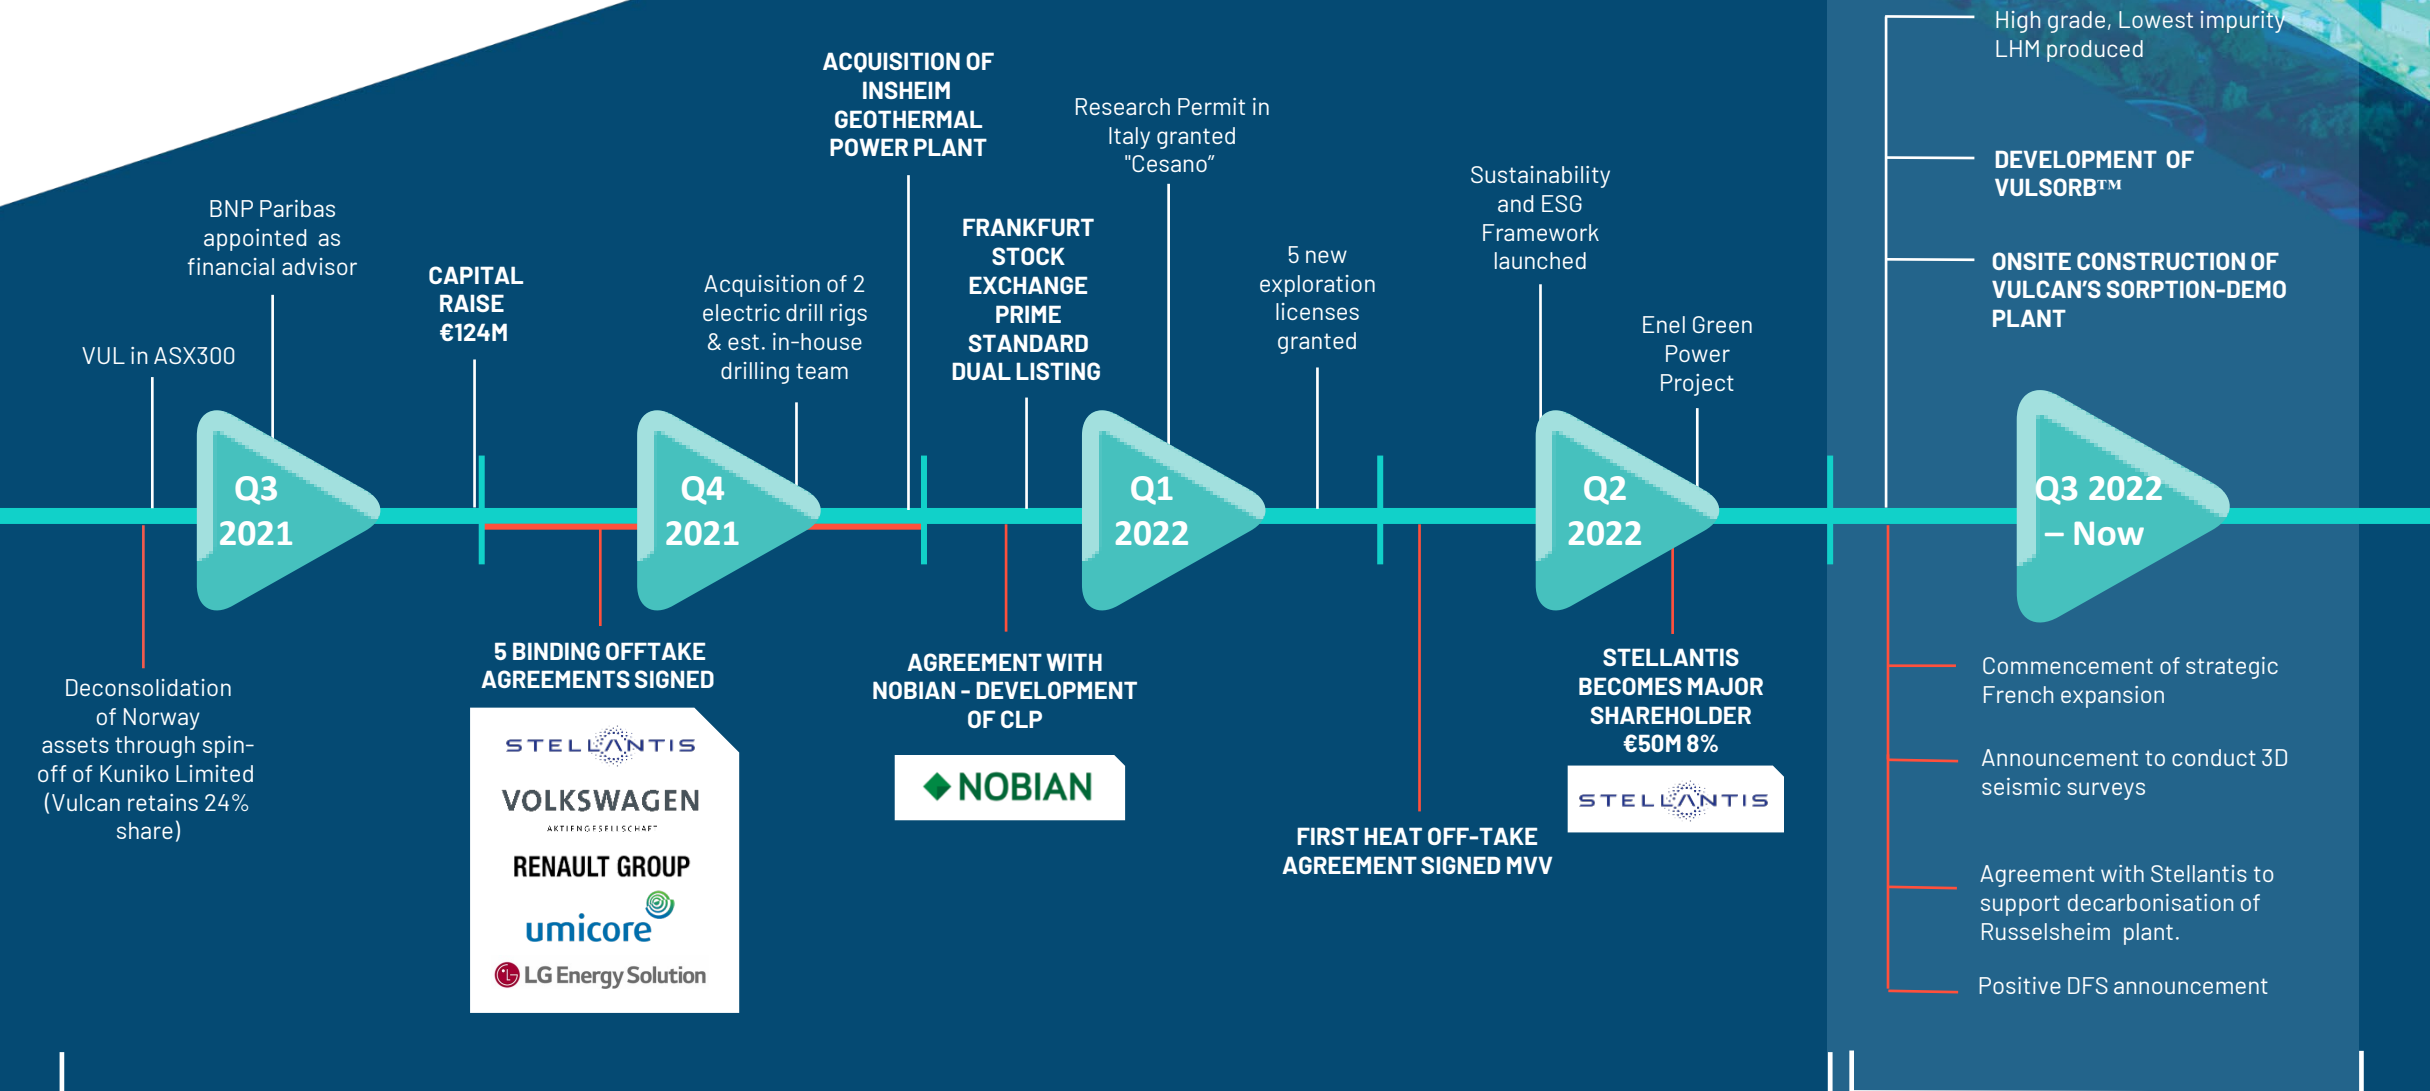 VUL in ASX300
BNP Paribas
appointed as
financial advisor
CAPITAL
RAISE
€124M
Acquisition of 2
electric drill rigs
& est. in-house
drilling team
ACQUISITION OF
INSHEIM
GEOTHERMAL
POWER PLANT
FRANKFURT
STOCK
EXCHANGE
PRIME
STANDARD
DUAL LISTING
Research Permit in
Italy granted
"Cesano”
5 new
exploration
licenses
granted
Sustainability
and ESG
Framework
launched
Enel Green
Power
Project
High grade, Lowest impurity
LHM produced
DEVELOPMENT OF
VULSORB™
ONSITE CONSTRUCTION OF
VULCAN’S SORPTION-DEMO
PLANT
Q3
2021
Q4
2021
Q1
2022
Q2
2022
Q3 2022
– Now
Deconsolidation
of Norway
assets through spin-
off of Kuniko Limited
(Vulcan retains 24%
share)
5 BINDING OFFTAKE
AGREEMENTS SIGNED
STELLANTIS
VOLKSWAGEN
AKTIENGESELLSCHAFT
RENAULT GROUP
umicore
LG Energy Solution
AGREEMENT WITH
NOBIAN - DEVELOPMENT
OF CLP
NOBIAN
FIRST HEAT OFF-TAKE
AGREEMENT SIGNED MVV
STELLANTIS
BECOMES MAJOR
SHAREHOLDER
€50M 8%
STELLANTIS
Commencement of strategic
French expansion
Announcement to conduct 3D
seismic surveys
Agreement with Stellantis to
support decarbonisation of
Russelsheim plant.
Positive DFS announcement